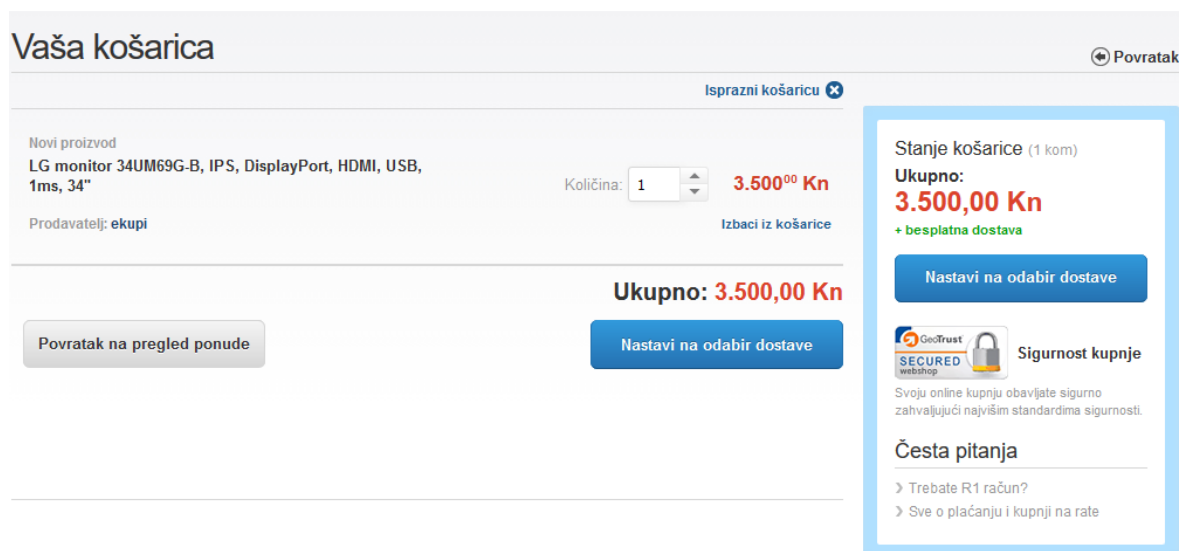 Vaša košarica
Povratak
Isprazni košaricu
Novi proizvod
LG monitor 34UM69G-B, IPS, DisplayPort, HDMI, USB,
1ms, 34"
Količina: 1
3.500⁰⁰ Kn
Prodavatelj: ekupi
Izbaci iz košarice
Ukupno: 3.500,00 Kn
Povratak na pregled ponude
Nastavi na odabir dostave
Stanje košarice (1 kom)
Ukupno:
3.500,00 Kn
+ besplatna dostava
Nastavi na odabir dostave
GeoTrust
SECURED
webshop
Sigurnost kupnje
Svoju online kupnju obavljate sigurno
zahvaljujući najvišim standardima sigurnosti.
Česta pitanja
Trebate R1 račun?
Sve o plaćanju i kupnji na rate